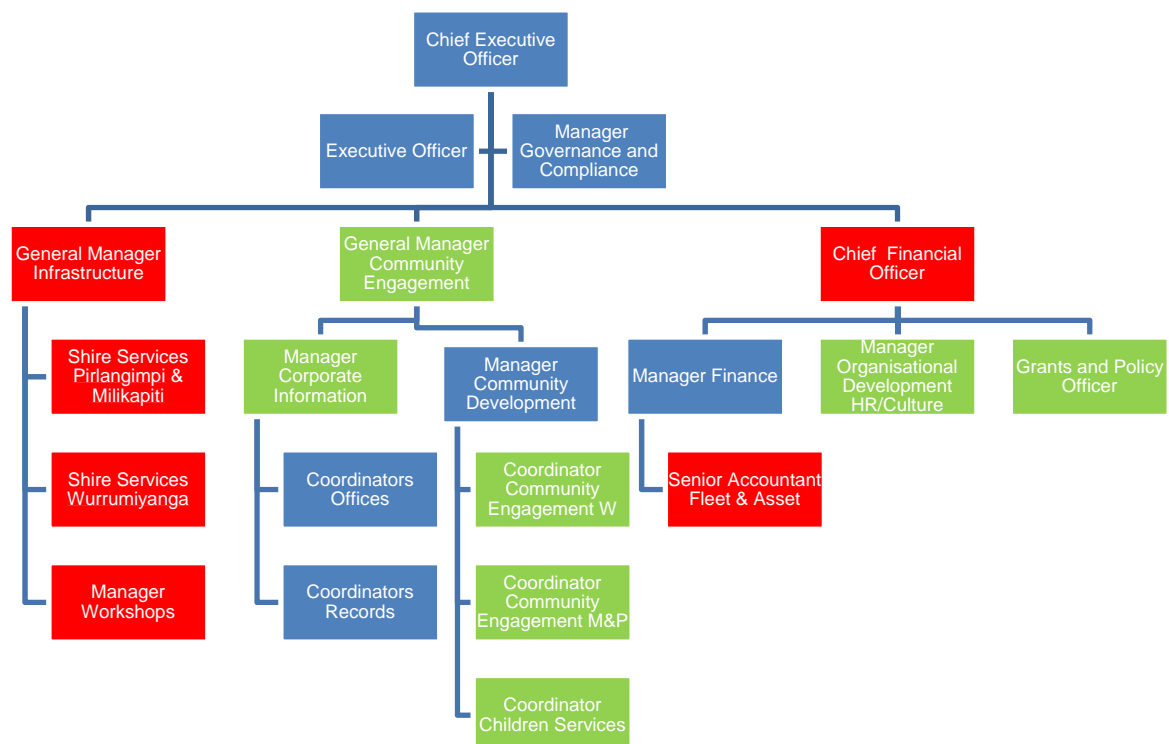 Chief Executive
Officer
Executive Officer
Manager
Governance and
Compliance
General Manager
Infrastructure
General Manager
Community
Engagement
Chief Financial
Officer
Shire Services
Pirlangimpi &
Milikapiti
Manager
Corporate
Information
Manager
Community
Development
Manager Finance
Manager
Organisational
Development
HR/Culture
Grants and Policy
Officer
Shire Services
Wurrumiyanga
Coordinators
Offices
Coordinator
Community
Engagement W
Senior Accountant
Fleet & Asset
Manager
Workshops
Coordinators
Records
Coordinator
Community
Engagement M&P
Coordinator
Children Services